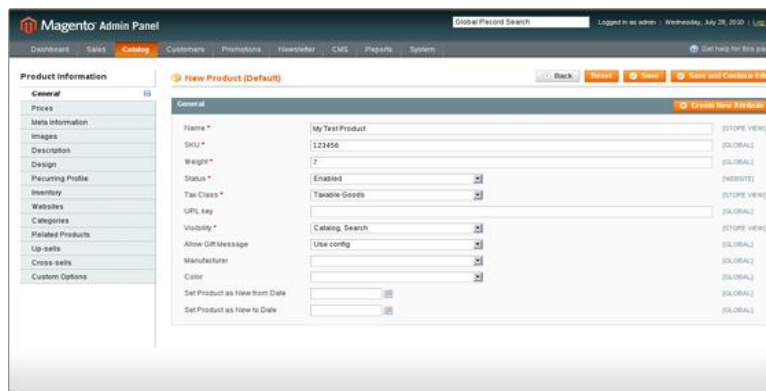 Magento Admin Panel
Global Record Search
Logged in as admin | Wednesday, July 28, 2010 | Log
Dashboard Sales Catalog Customers Promotions Newsletter CMS Reports System
Get help for this pa
Product Information
General
Prices
Meta Information
Images
Description
Design
Recurring Profile
Inventory
Websites
Categories
Related Products
Up-sells
Cross-sells
Custom Options
New Product (Default)
Back Reset Save Save and Continue Edi
General
Create New Attribute
Name * My Test Product [STORE VIEW]
SKU * 123456 [GLOBAL]
Weight * 7 [GLOBAL]
Status * Enabled [WEBSITE]
Tax Class * Taxable Goods [STORE VIEW]
URL key [GLOBAL]
Visibility * Catalog, Search [STORE VIEW]
Allow Gift Message Use config [GLOBAL]
Manufacturer [GLOBAL]
Color [GLOBAL]
Set Product as New from Date [GLOBAL]
Set Product as New to Date [GLOBAL]